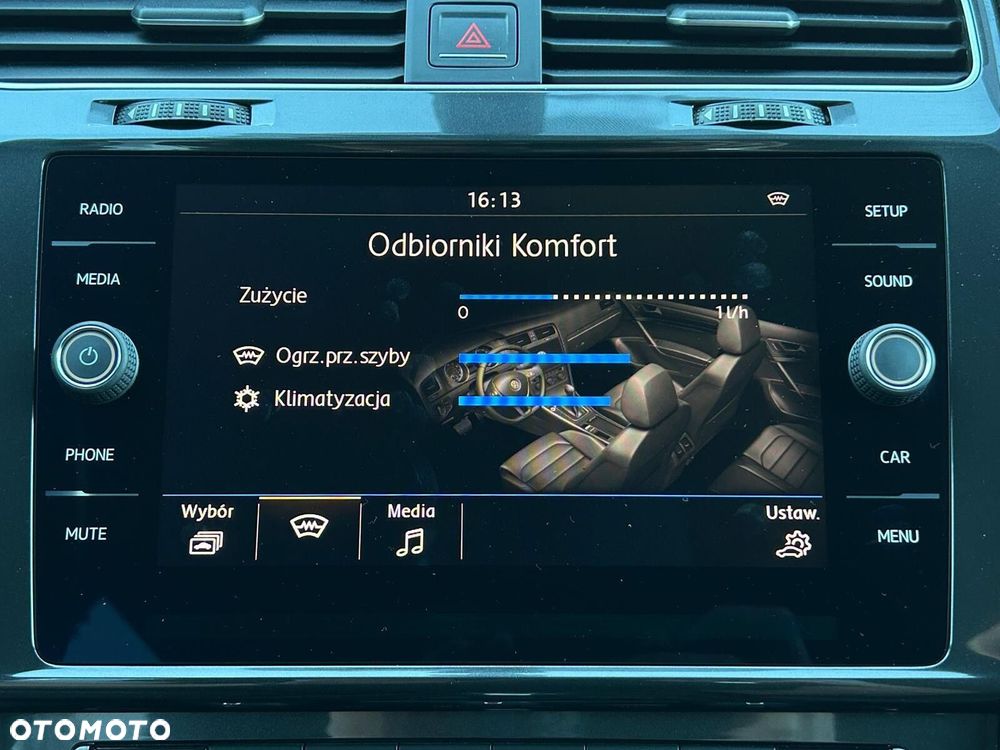 RADIO
MEDIA
PHONE
MUTE
16:13
Odbiorniki Komfort
Zużycie
0 1 l/h
Ogrz.prz.szyby
Klimatyzacja
Wybór
Media
Ustaw.
SETUP
SOUND
CAR
MENU
OTOMOTO